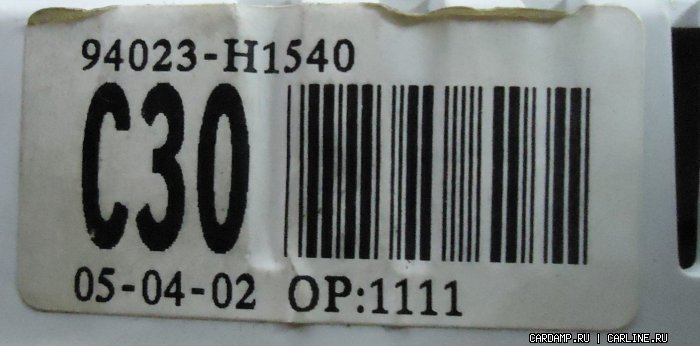 94023-H1540
C30
05-04-02 OP:1111
CARDAMP.RU | CARLINE.RU